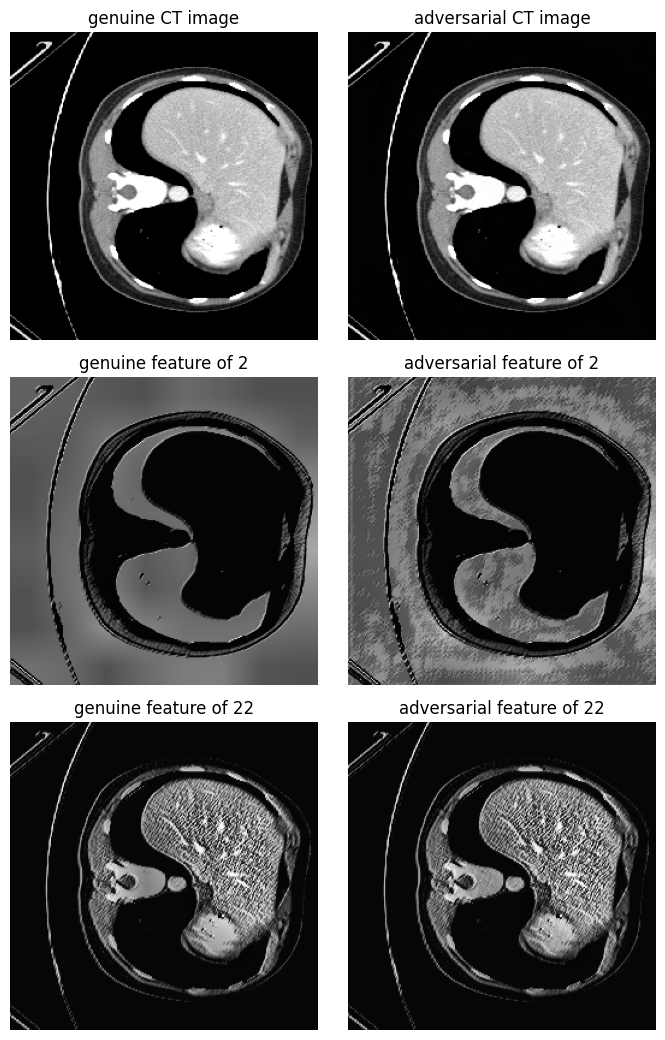 genuine CT image
adversarial CT image
genuine feature of 2
adversarial feature of 2
genuine feature of 22
adversarial feature of 22